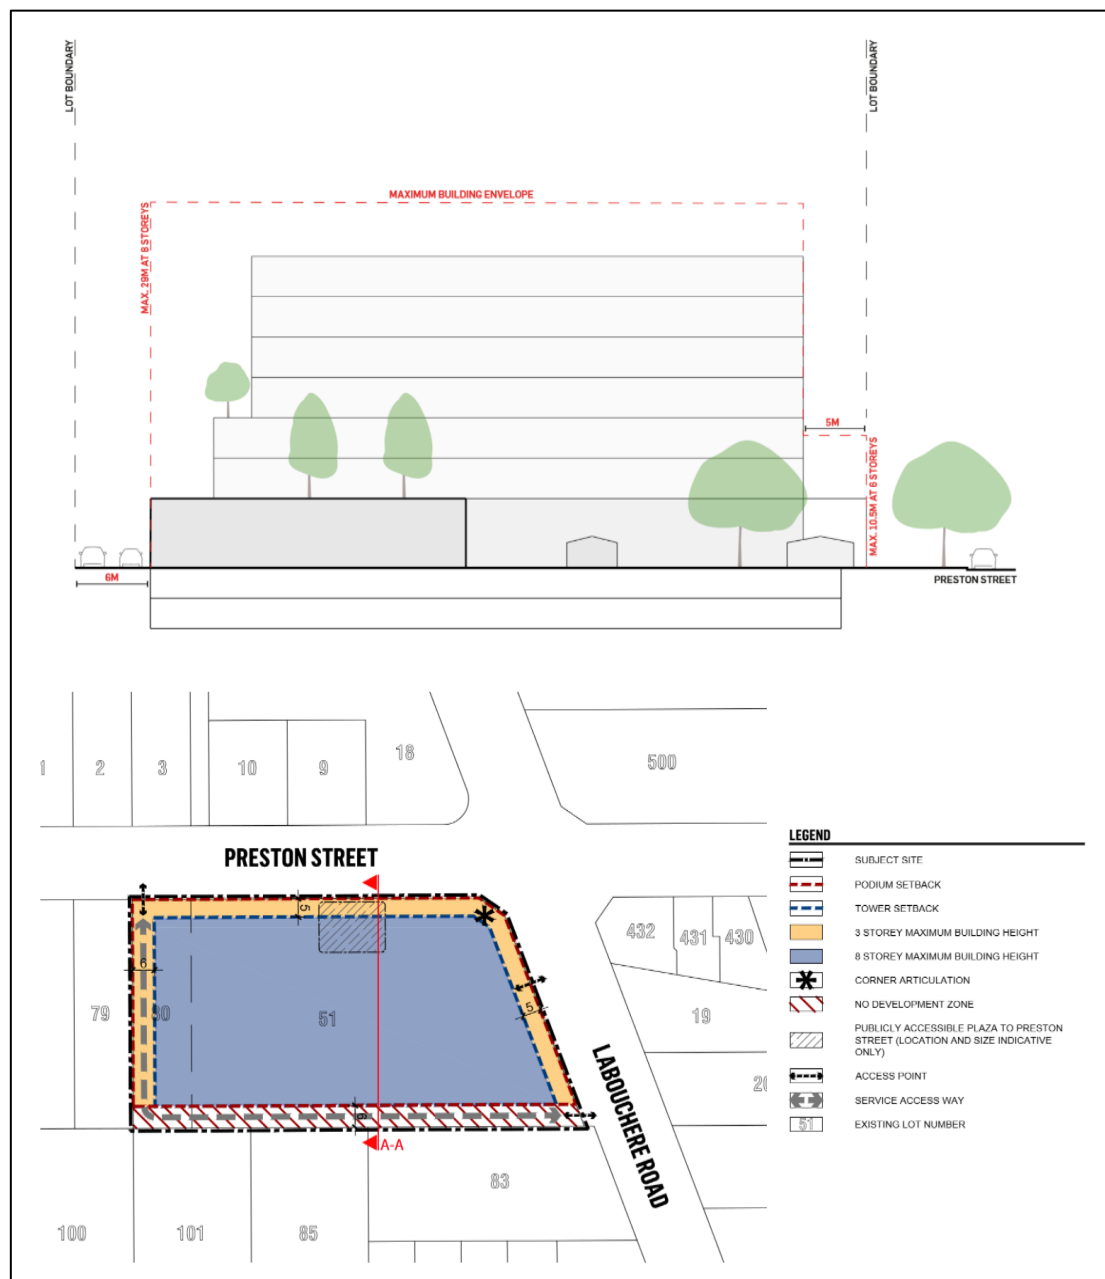 LOT BOUNDARY
LOT BOUNDARY
MAXIMUM BUILDING ENVELOPE
MAX. 29M AT 8 STOREYS
5M
MAX. 10.5M AT 6 STOREYS
6M
PRESTON STREET
1
2
3
10
9
18
500
PRESTON STREET
5
432
431
430
6
79
80
51
5
19
20
6
A-A
LABOUCHERE ROAD
83
100
101
85
LEGEND
SUBJECT SITE
PODIUM SETBACK
TOWER SETBACK
3 STOREY MAXIMUM BUILDING HEIGHT
8 STOREY MAXIMUM BUILDING HEIGHT
CORNER ARTICULATION
NO DEVELOPMENT ZONE
PUBLICLY ACCESSIBLE PLAZA TO PRESTON
STREET (LOCATION AND SIZE INDICATIVE
ONLY)
ACCESS POINT
SERVICE ACCESS WAY
51
EXISTING LOT NUMBER